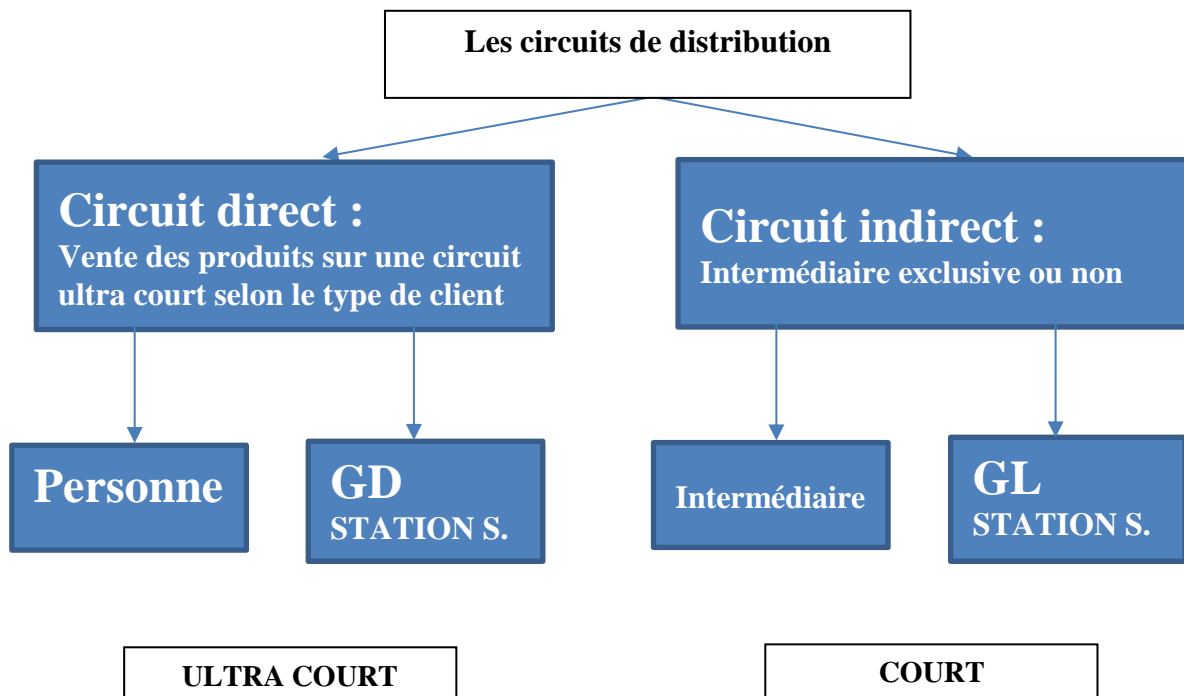 Les circuits de distribution
Circuit direct :
Vente des produits sur une circuit
ultra court selon le type de client
Circuit indirect :
Intermédiaire exclusive ou non
Personne
GD
STATION S.
Intermédiaire
GL
STATION S.
ULTRA COURT
COURT